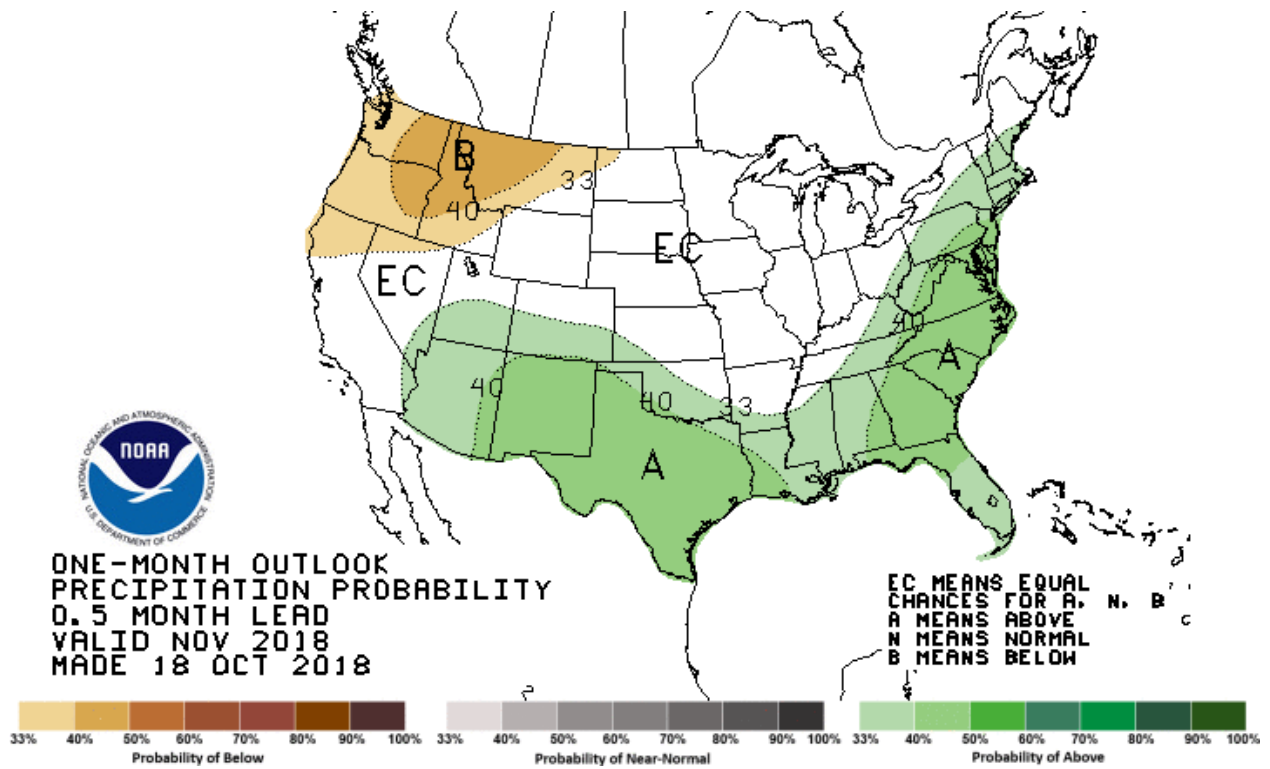 B
33
40
EC
EC
40
A
40
40
33
A
NATIONAL OCEANIC AND ATMOSPHERIC ADMINISTRATION
NOAA
U.S. DEPARTMENT OF COMMERCE
ONE-MONTH OUTLOOK
PRECIPITATION PROBABILITY
0.5 MONTH LEAD
VALID NOV 2018
MADE 18 OCT 2018
EC MEANS EQUAL
CHANCES FOR A, N, B
A MEANS ABOVE
N MEANS NORMAL
B MEANS BELOW
33% 40% 50% 60% 70% 80% 90% 100%
Probability of Below
33% 40% 50% 60% 70% 80% 90% 100%
Probability of Near-Normal
33% 40% 50% 60% 70% 80% 90% 100%
Probability of Above